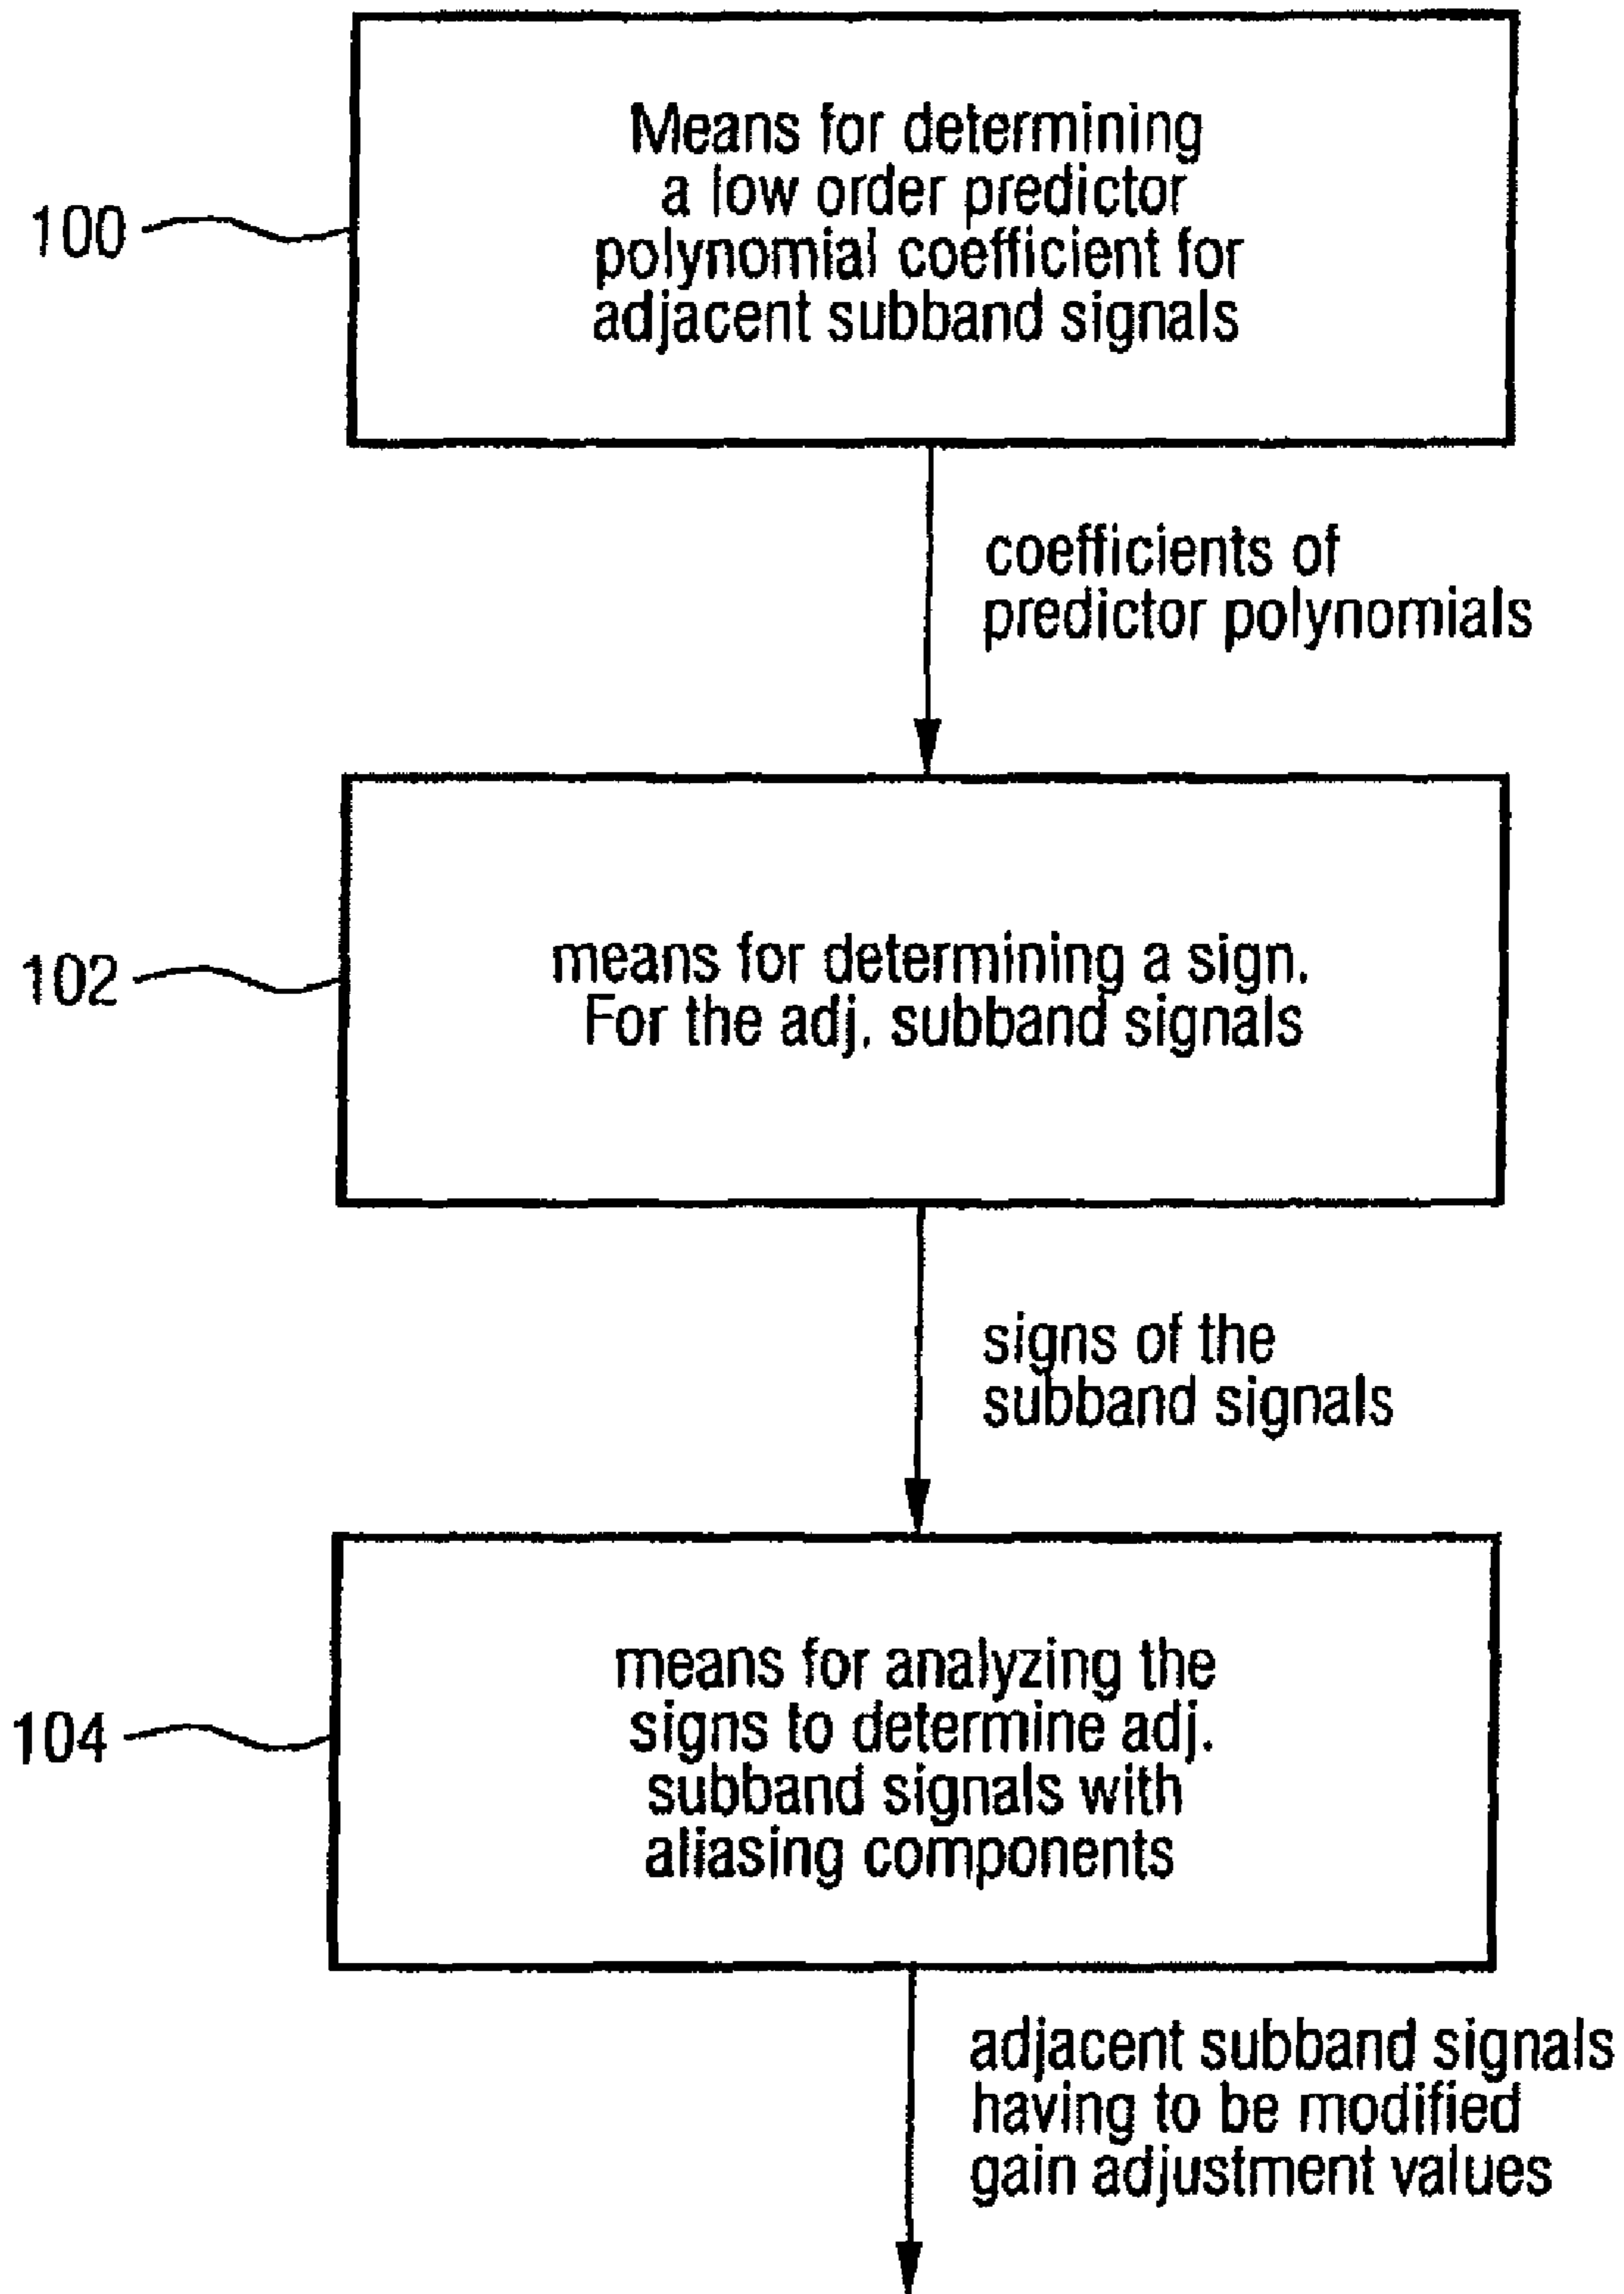 Means for determining
a low order predictor
polynomial coefficient for
adjacent subband signals
100
coefficients of
predictor polynomials
means for determining a sign.
For the adj. subband signals
102
signs of the
subband signals
means for analyzing the
signs to determine adj.
subband signals with
aliasing components
104
adjacent subband signals
having to be modified
gain adjustment values